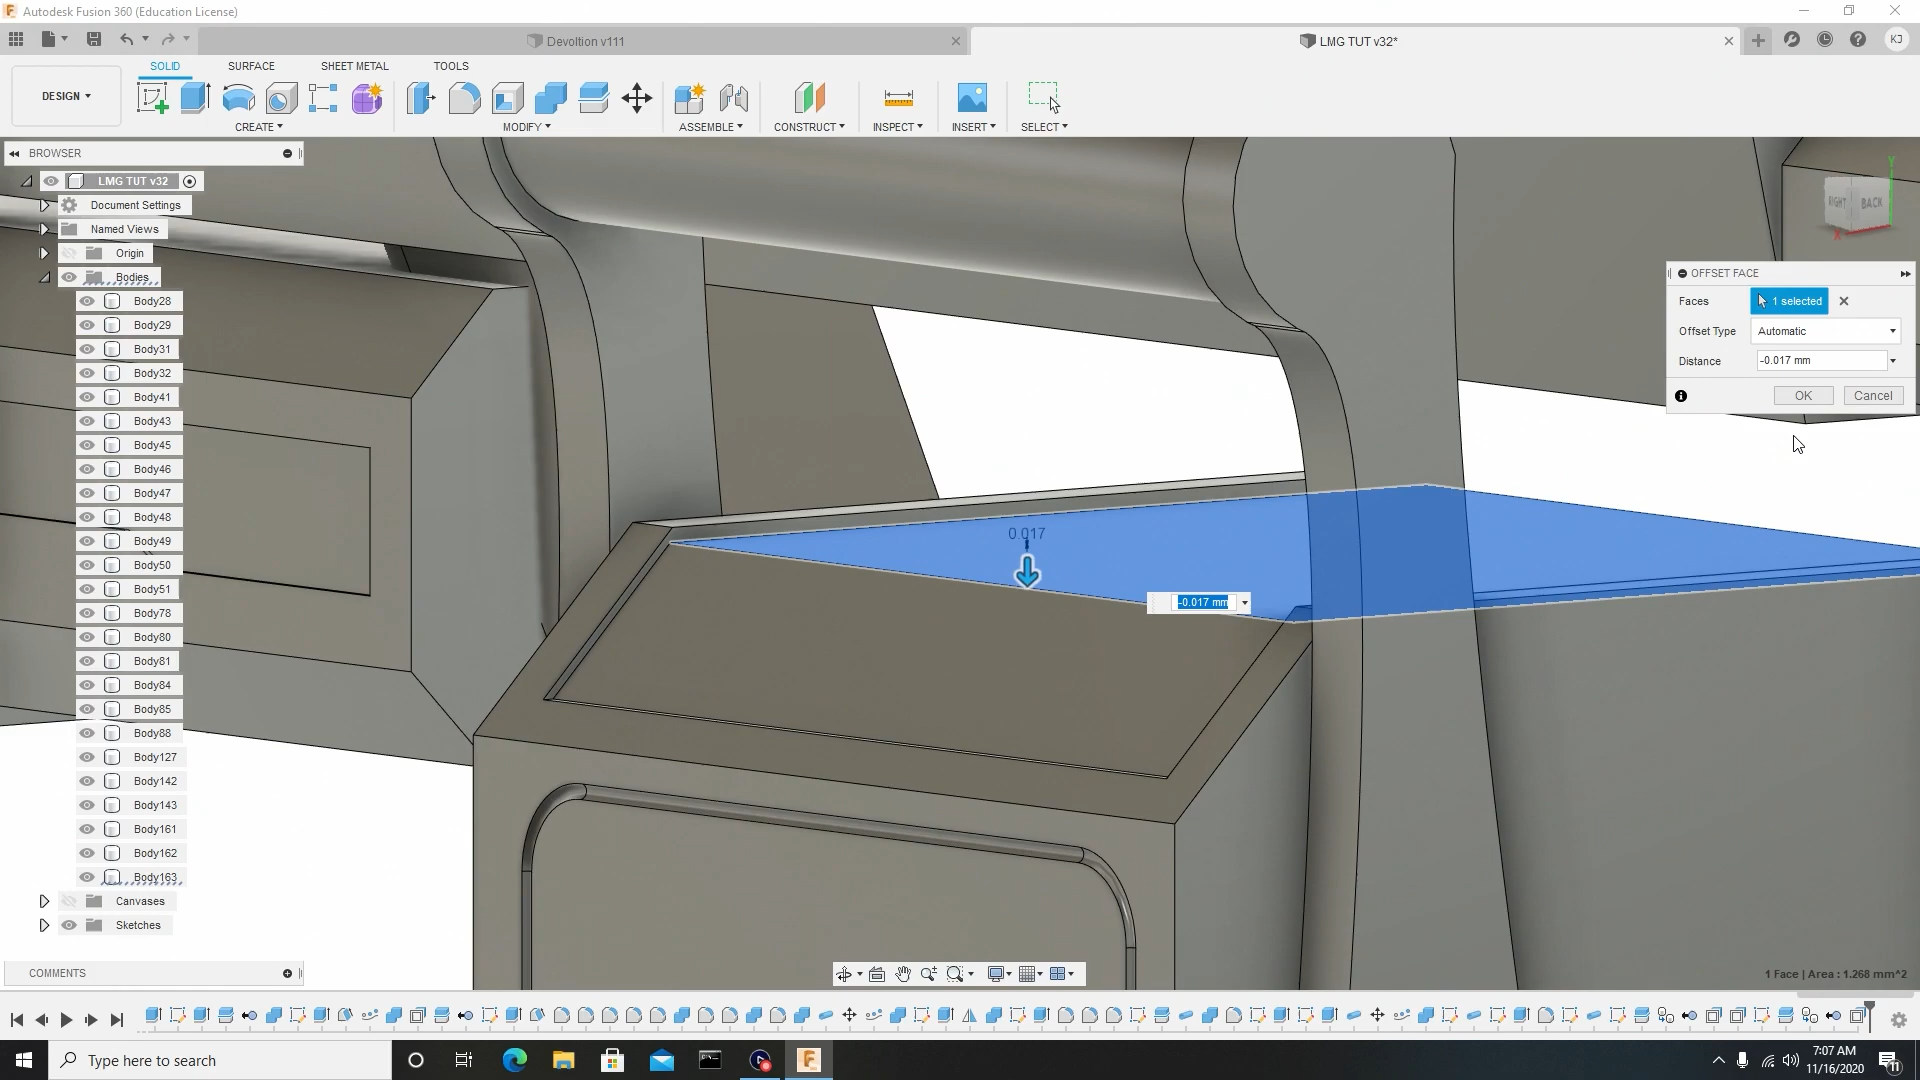 Autodesk Fusion 360 (Education License)
Devoltion v111
LMG TUT v32*
KJ
SOLID
SURFACE
SHEET METAL
TOOLS
DESIGN
CREATE
MODIFY
ASSEMBLE
CONSTRUCT
INSPECT
INSERT
SELECT
BROWSER
LMG TUT v32
Document Settings
Named Views
Origin
Bodies
Body28
Body29
Body31
Body32
Body41
Body43
Body45
Body46
Body47
Body48
Body49
Body50
Body51
Body78
Body80
Body81
Body84
Body85
Body88
Body127
Body142
Body143
Body161
Body162
Body163
Canvases
Sketches
COMMENTS
Y
RIGHT
BACK
X
OFFSET FACE
Faces
1 selected
Offset Type
Automatic
Distance
-0.017 mm
OK
Cancel
0.017
-0.017 mm
1 Face | Area : 1.268 mm^2
Type here to search
7:07 AM
11/16/2020
11